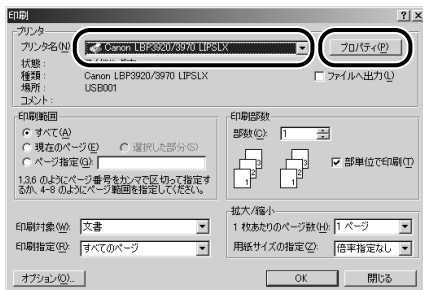 印刷
プリンタ
プリンタ名(N): Canon LBP3920/3970 LIPSLX プロパティ(P)
状態:
種類: Canon LBP3920/3970 LIPSLX ファイルへ出力(L)
場所: USB001
コメント:
印刷範囲
すべて(A)
現在のページ(E) 選択した部分(S)
ページ指定(G):
1,3,6 のようにページ番号をカンマで区切って指定す
るか、4-8 のようにページ範囲を指定してください。
印刷部数
部数(C): 1
部単位で印刷(T)
1 2 3 1 2 3
印刷対象(W): 文書
印刷指定(R): すべてのページ
拡大/縮小
1 枚あたりのページ数(H): 1 ページ
用紙サイズの指定(Z): 倍率指定なし
オプション(O)... OK 閉じる